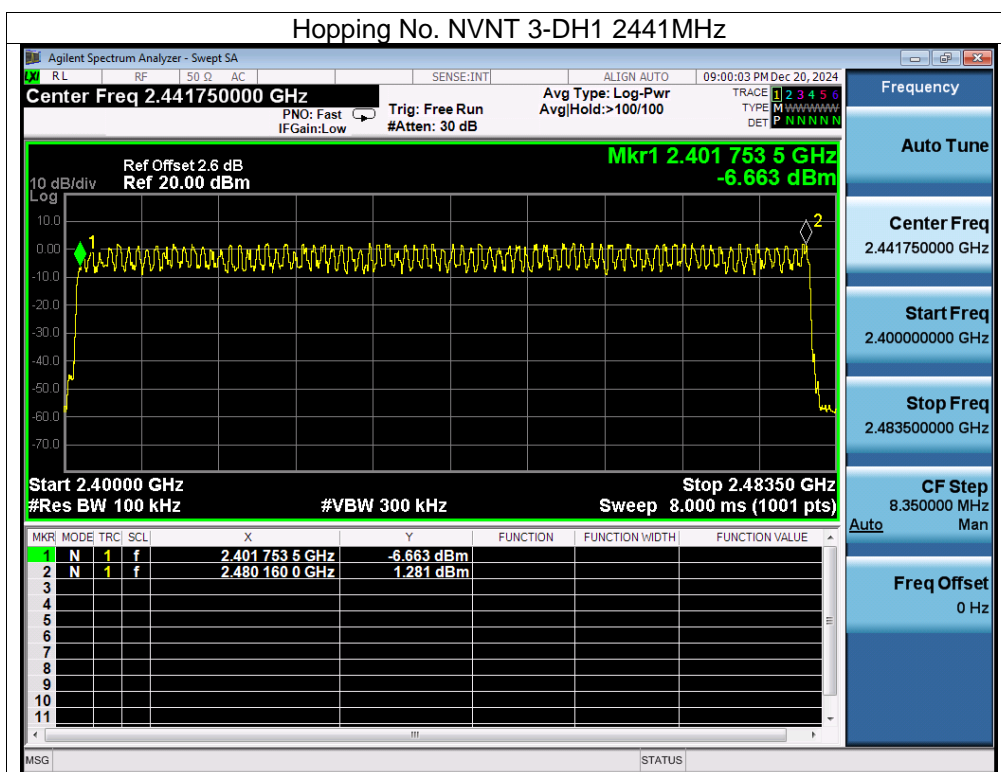 Hopping No. NVNT 3-DH1 2441MHz
Agilent Spectrum Analyzer - Swept SA
LXI RL RF 50 Ω AC SENSE:INT ALIGN AUTO 09:00:03 PM Dec 20, 2024
Center Freq 2.441750000 GHz
PNO: Fast
IFGain:Low
Trig: Free Run
#Atten: 30 dB
Avg Type: Log-Pwr
Avg|Hold:>100/100
TRACE 1 2 3 4 5 6
TYPE M WWWWW
DET P N N N N N
Frequency
Auto Tune
Center Freq
2.441750000 GHz
Start Freq
2.400000000 GHz
Stop Freq
2.483500000 GHz
CF Step
8.350000 MHz
Auto Man
Freq Offset
0 Hz
Ref Offset 2.6 dB
10 dB/div Ref 20.00 dBm
Log
Mkr1 2.401 753 5 GHz
-6.663 dBm
10.0
0.00
-10.0
-20.0
-30.0
-40.0
-50.0
-60.0
-70.0
1
2
Start 2.40000 GHz Stop 2.48350 GHz
#Res BW 100 kHz #VBW 300 kHz Sweep 8.000 ms (1001 pts)
MKR MODE TRC SCL X Y FUNCTION FUNCTION WIDTH FUNCTION VALUE
1 N 1 f 2.401 753 5 GHz -6.663 dBm
2 N 1 f 2.480 160 0 GHz 1.281 dBm
3
4
5
6
7
8
9
10
11
MSG STATUS